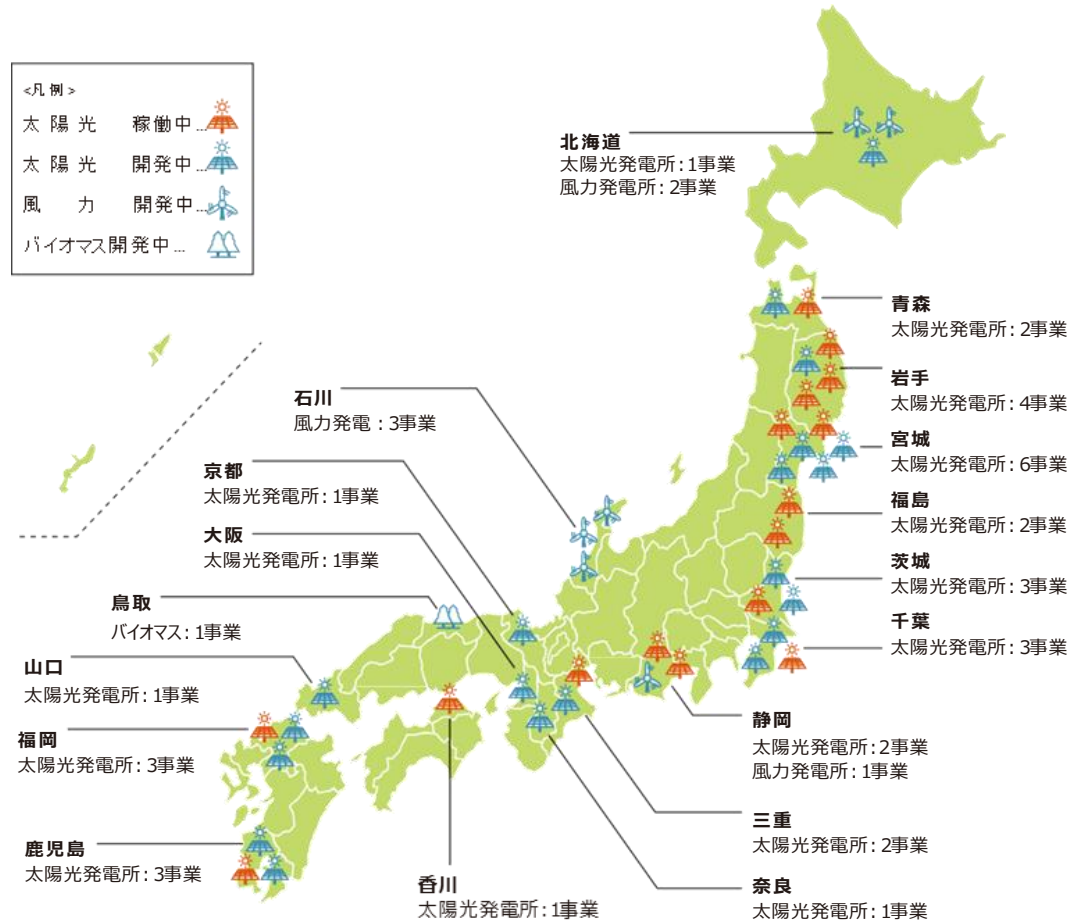 <凡例>
太陽光 稼働中…
太陽光 開発中…
風力 開発中…
バイオマス開発中…
北海道
太陽光発電所：1事業
風力発電所：2事業
青森
太陽光発電所：2事業
岩手
太陽光発電所：4事業
宮城
太陽光発電所：6事業
福島
太陽光発電所：2事業
茨城
太陽光発電所：3事業
千葉
太陽光発電所：3事業
静岡
太陽光発電所：2事業
風力発電所：1事業
三重
太陽光発電所：2事業
奈良
太陽光発電所：1事業
石川
風力発電：3事業
京都
太陽光発電所：1事業
大阪
太陽光発電所：1事業
鳥取
バイオマス：1事業
山口
太陽光発電所：1事業
福岡
太陽光発電所：3事業
鹿児島
太陽光発電所：3事業
香川
太陽光発電所：1事業